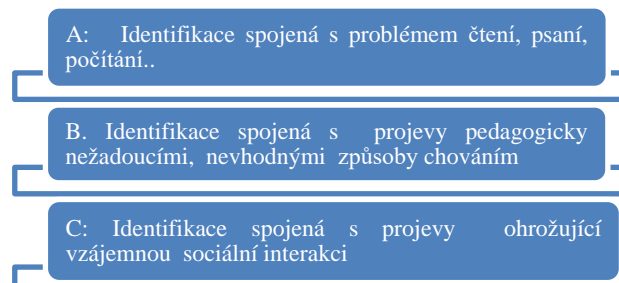 A: Identifikace spojená s problémem čtení, psaní,
počítání..
B. Identifikace spojená s projevy pedagogicky
nežadoucími, nevhodnými způsoby chováním
C: Identifikace spojená s projevy ohrožující
vzájemnou sociální interakci